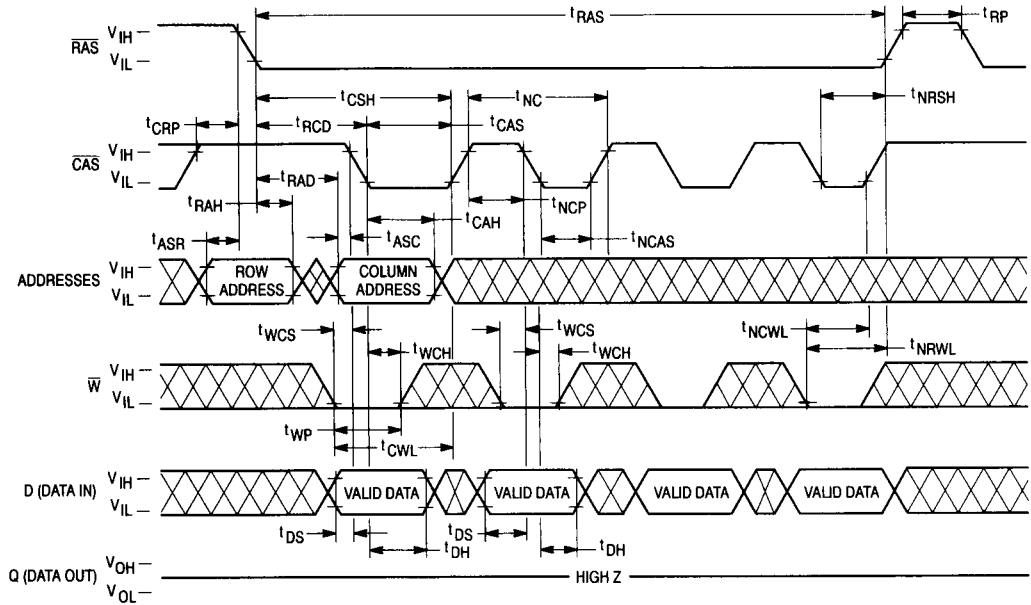 tRAS
tRP
RAS
VIH
VIL
tCSH
tNC
tNRSH
tCRP
tRCD
tCAS
CAS
VIH
VIL
tRAD
tNCP
tRAH
tCAH
tASR
tASC
tNCAS
ADDRESSES
VIH
VIL
ROW ADDRESS
COLUMN ADDRESS
tWCS
tWCS
tNCWL
tWCH
tWCH
tNRWL
W
VIH
VIL
tWP
tCWL
D (DATA IN)
VIH
VIL
VALID DATA
VALID DATA
VALID DATA
VALID DATA
tDS
tDS
tDH
tDH
Q (DATA OUT)
VOH
VOL
HIGH Z